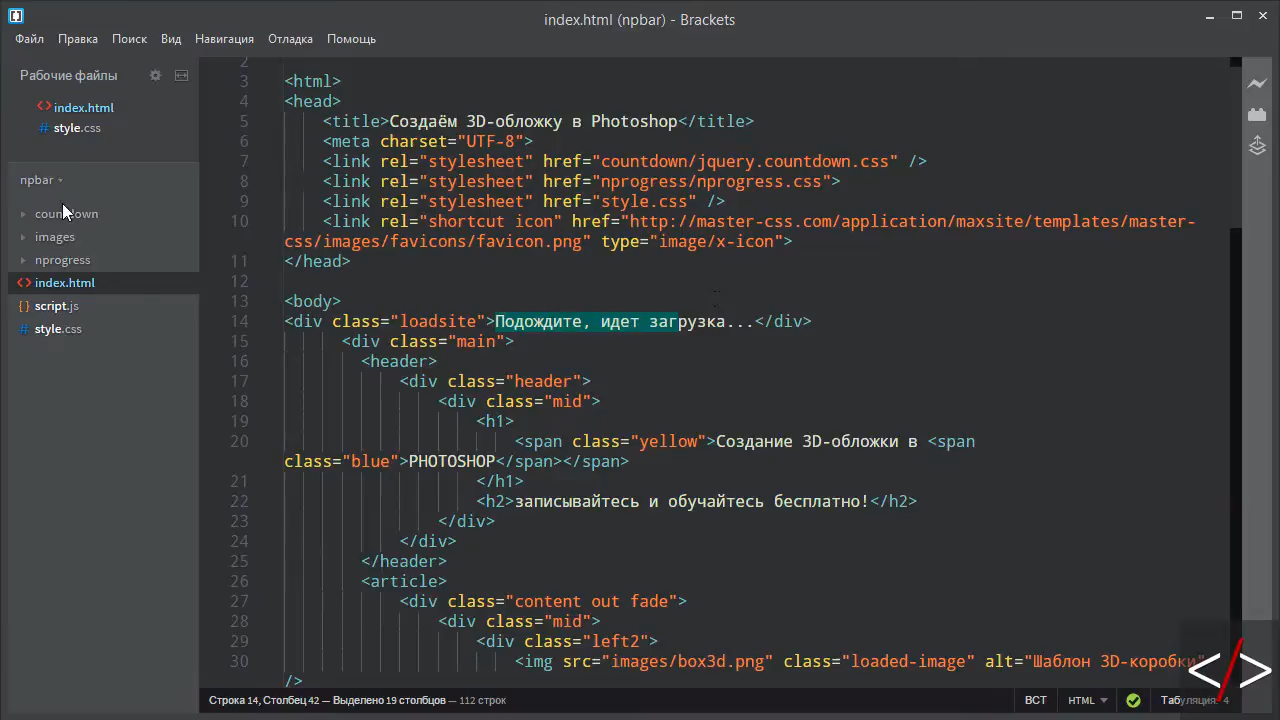 index.html (npbar) - Brackets
Файл Правка Поиск Вид Навигация Отладка Помощь
Рабочие файлы
<> index.html
# style.css
npbar
countdown
images
nprogress
<> index.html
{} script.js
# style.css
2
3 <html>
4 <head>
5 <title>Создаём 3D-обложку в Photoshop</title>
6 <meta charset="UTF-8">
7 <link rel="stylesheet" href="countdown/jquery.countdown.css" />
8 <link rel="stylesheet" href="nprogress/nprogress.css">
9 <link rel="stylesheet" href="style.css" />
10 <link rel="shortcut icon" href="http://master-css.com/application/maxsite/templates/master-
css/images/favicons/favicon.png" type="image/x-icon">
11 </head>
12
13 <body>
14 <div class="loadsite">Подождите, идет загрузка...</div>
15 <div class="main">
16 <header>
17 <div class="header">
18 <div class="mid">
19 <h1>
20 <span class="yellow">Создание 3D-обложки в <span
class="blue">PHOTOSHOP</span></span>
21 </h1>
22 <h2>записывайтесь и обучайтесь бесплатно!</h2>
23 </div>
24 </div>
25 </header>
26 <article>
27 <div class="content out fade">
28 <div class="mid">
29 <div class="left2">
30 <img src="images/box3d.png" class="loaded-image" alt="Шаблон 3D-коробки"
/>
Строка 14, Столбец 42 — Выделено 19 столбцов — 112 строк
ВСТ HTML Табуляция: 4
</>